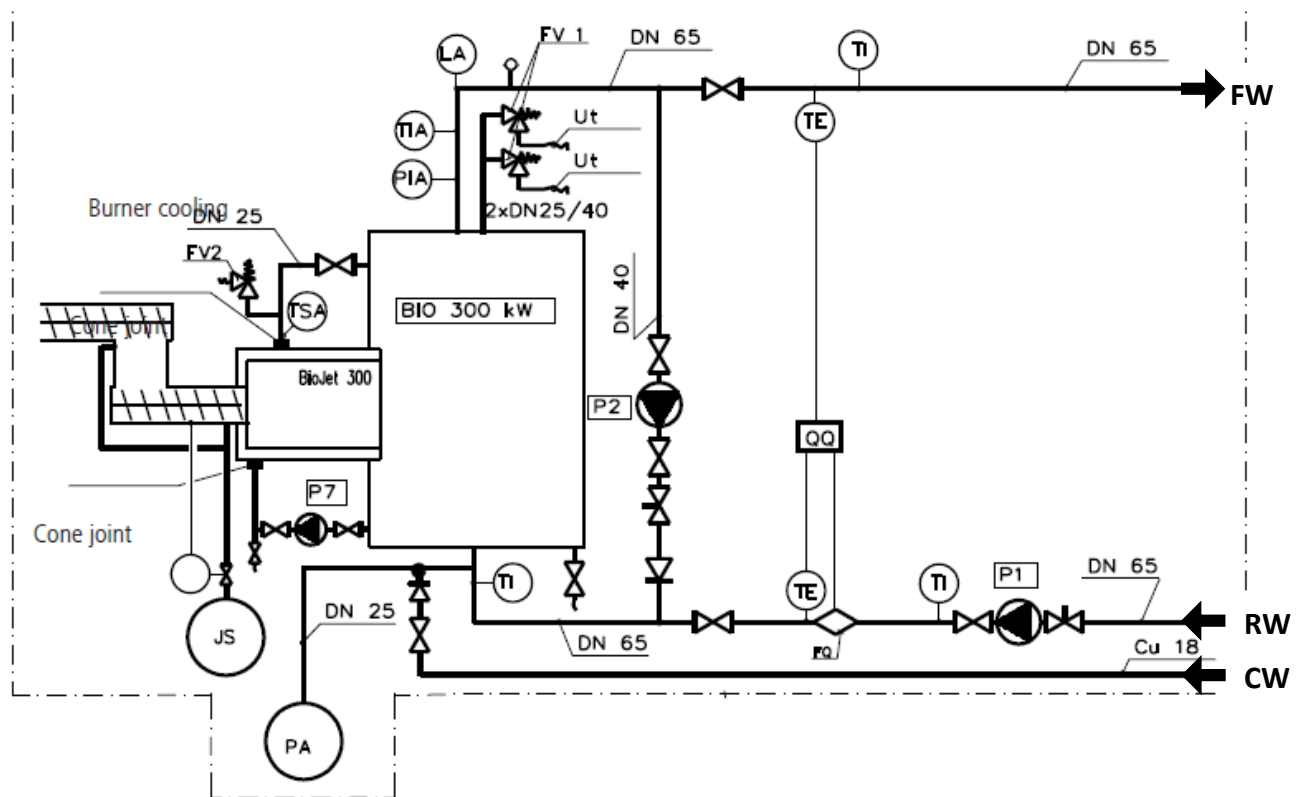 FV 1
DN 65
TI
DN 65
LA
FW
TIA
Ut
TE
PIA
Ut
Burner cooling
DN 25
2xDN25/40
FV2
DN 40
TSA
BIO 300 kW
Cone joint
BioJet 300
P2
QQ
P7
Cone joint
TI
TE
TI
P1
DN 65
DN 25
RW
JS
DN 65
FQ
Cu 18
CW
PA